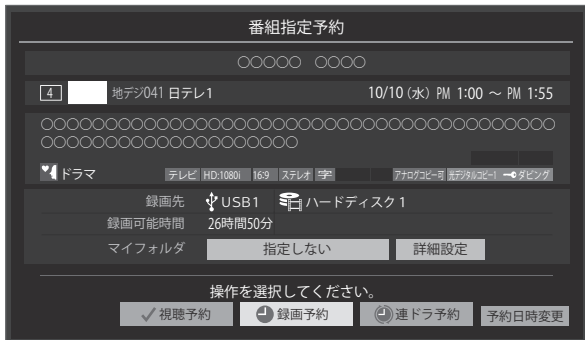 番組指定予約
○○○○○ ○○○○
4 地デジ041 日テレ1 10/10 (水) PM 1:00 ～ PM 1:55
○○○○○○○○○○○○○○○○○○○○○○○○○○○○○○○○○○○○○○
○○○○○○○○○○○○○○○○○○○
ドラマ テレビ HD:1080i 16:9 ステレオ 字 アナログコピー可 光デジタルコピー1 ダビング
録画先 USB1 ハードディスク1
録画可能時間 26時間50分
マイフォルダ 指定しない 詳細設定
操作を選択してください。
視聴予約 録画予約 連ドラ予約 予約日時変更